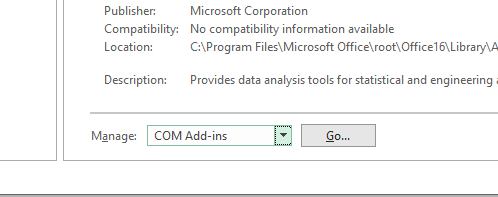 Publisher: Microsoft Corporation
Compatibility: No compatibility information available
Location: C:\Program Files\Microsoft Office\root\Office16\Library\A
Description: Provides data analysis tools for statistical and engineering a
Manage: COM Add-ins Go...